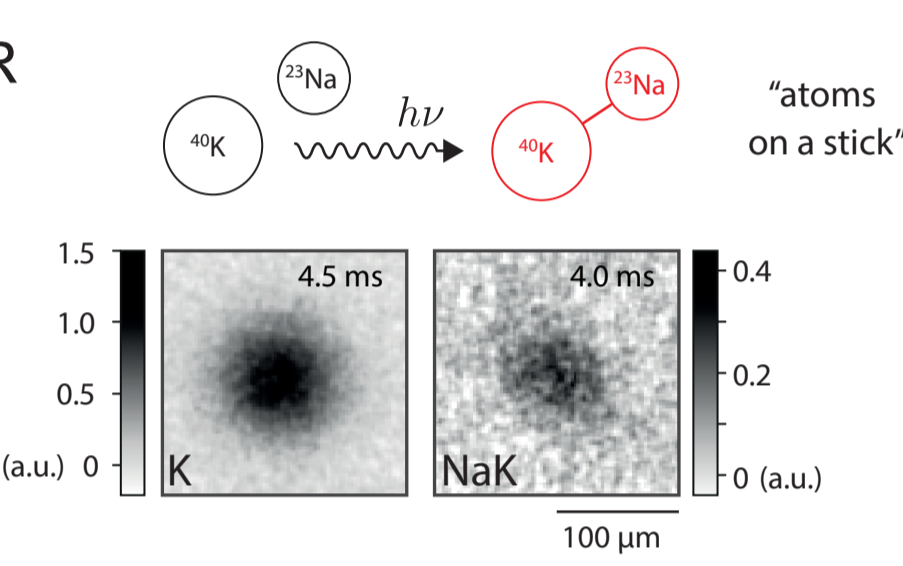 R
²³Na
⁴⁰K
hν
²³Na
⁴⁰K
“atoms
on a stick”
1.5
1.0
0.5
(a.u.) 0
4.5 ms
K
4.0 ms
NaK
0.4
0.2
0 (a.u.)
100 µm